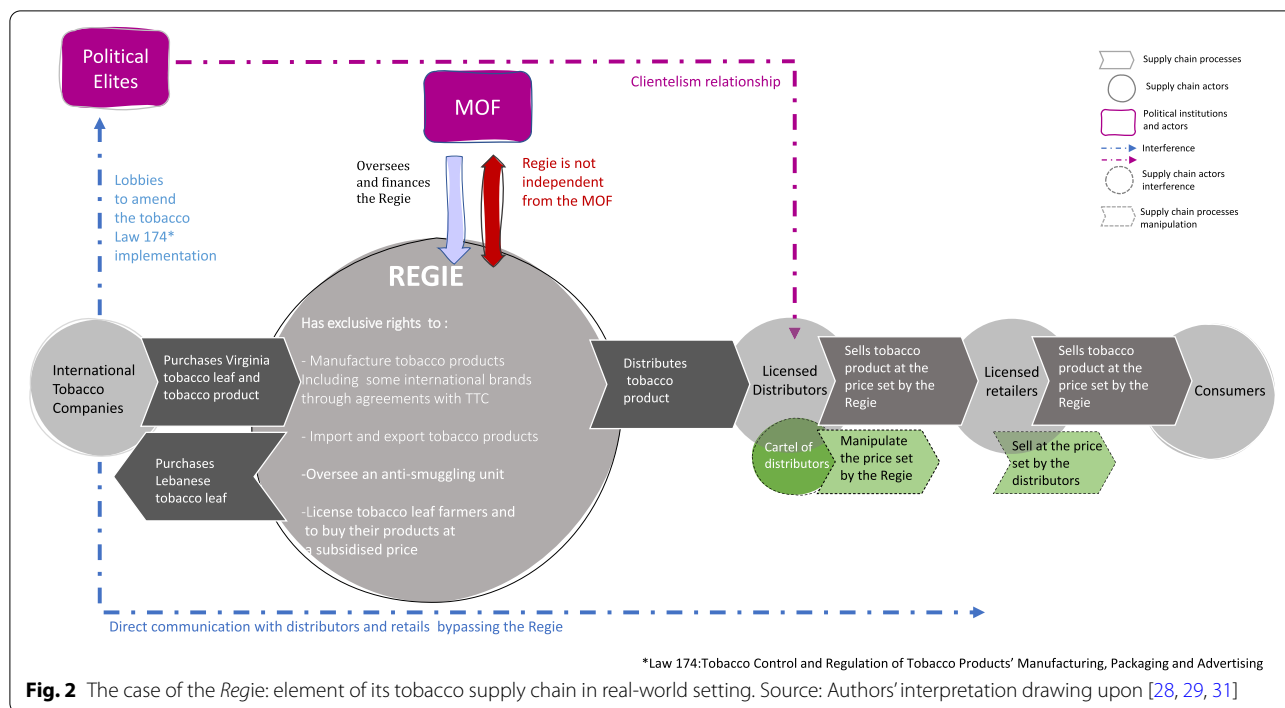 Political
Elites
MOF
Clientelism relationship
Supply chain processes
Supply chain actors
Political institutions
and actors
Interference
Supply chain actors
interference
Supply chain processes
manipulation
Lobbies
to amend
the tobacco
Law 174*
implementation
Oversees
and finances
the Regie
Regie is not
independent
from the MOF
REGIE
Has exclusive rights to :
- Manufacture tobacco products
Including some international brands
through agreements with TTC
- Import and export tobacco products
-Oversee an anti-smuggling unit
-License tobacco leaf farmers and
to buy their products at
a subsidised price
International
Tobacco
Companies
Purchases Virginia
tobacco leaf and
tobacco product
Purchases
Lebanese
tobacco leaf
Distributes
tobacco
product
Licensed
Distributors
Sells tobacco
product at the
price set by the
Regie
Licensed
retailers
Sells tobacco
product at the
price set by the
Regie
Consumers
Cartel of
distributors
Manipulate
the price set
by the Regie
Sell at the price
set by the
distributors
Direct communication with distributors and retails bypassing the Regie
*Law 174:Tobacco Control and Regulation of Tobacco Products' Manufacturing, Packaging and Advertising
Fig. 2 The case of the Regie: element of its tobacco supply chain in real-world setting. Source: Authors' interpretation drawing upon [28, 29, 31]